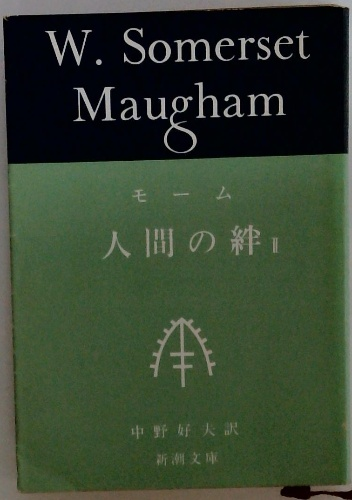 W. Somerset
Maugham
モーム
人間の絆 II
中野好夫訳
新潮文庫